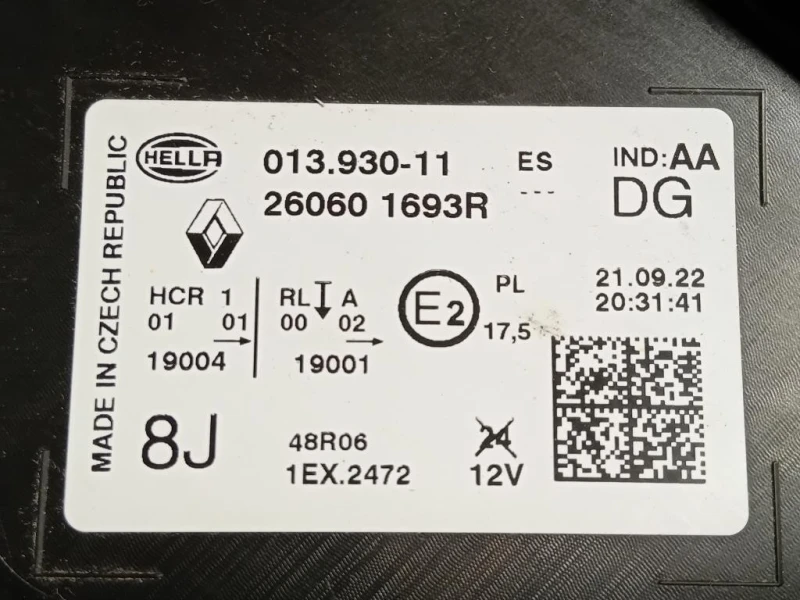 MADE IN CZECH REPUBLIC
HELLA
013.930-11 ES IND:AA
26060 1693R --- DG
HCR 1 RL A E2 PL 21.09.22
01 01 00 02 17,5 20:31:41
19004 19001
8J 48R06 24
1EX.2472 12V